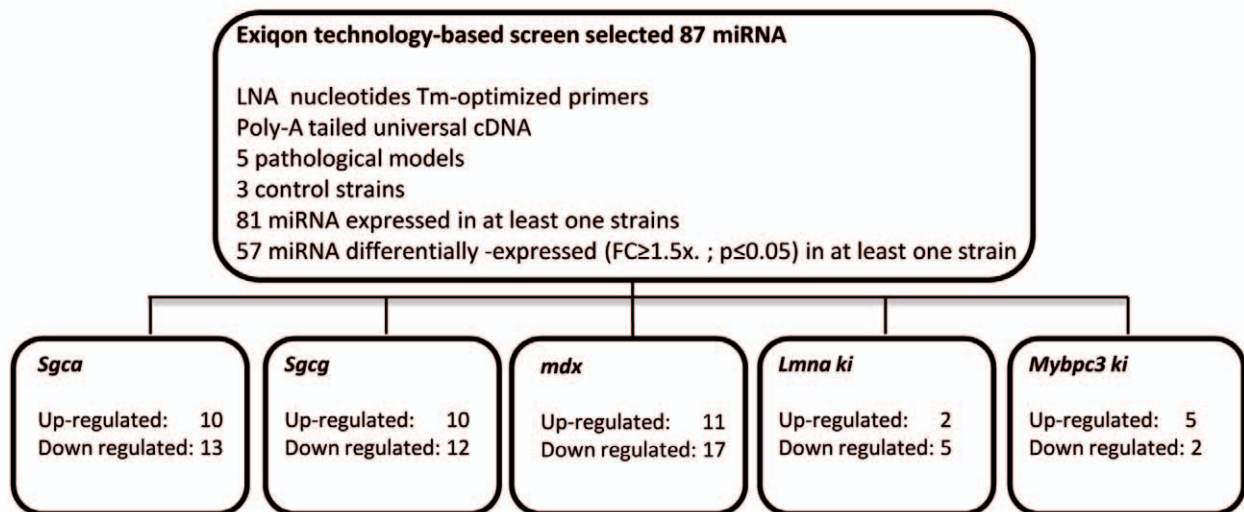 Exiqon technology-based screen selected 87 miRNA
LNA nucleotides Tm-optimized primers
Poly-A tailed universal cDNA
5 pathological models
3 control strains
81 miRNA expressed in at least one strains
57 miRNA differentially -expressed (FC≥1.5x. ; p≤0.05) in at least one strain
Sgca
Up-regulated: 10
Down regulated: 13
Sgcg
Up-regulated: 10
Down regulated: 12
mdx
Up-regulated: 11
Down regulated: 17
Lmna ki
Up-regulated: 2
Down regulated: 5
Mybpc3 ki
Up-regulated: 5
Down regulated: 2